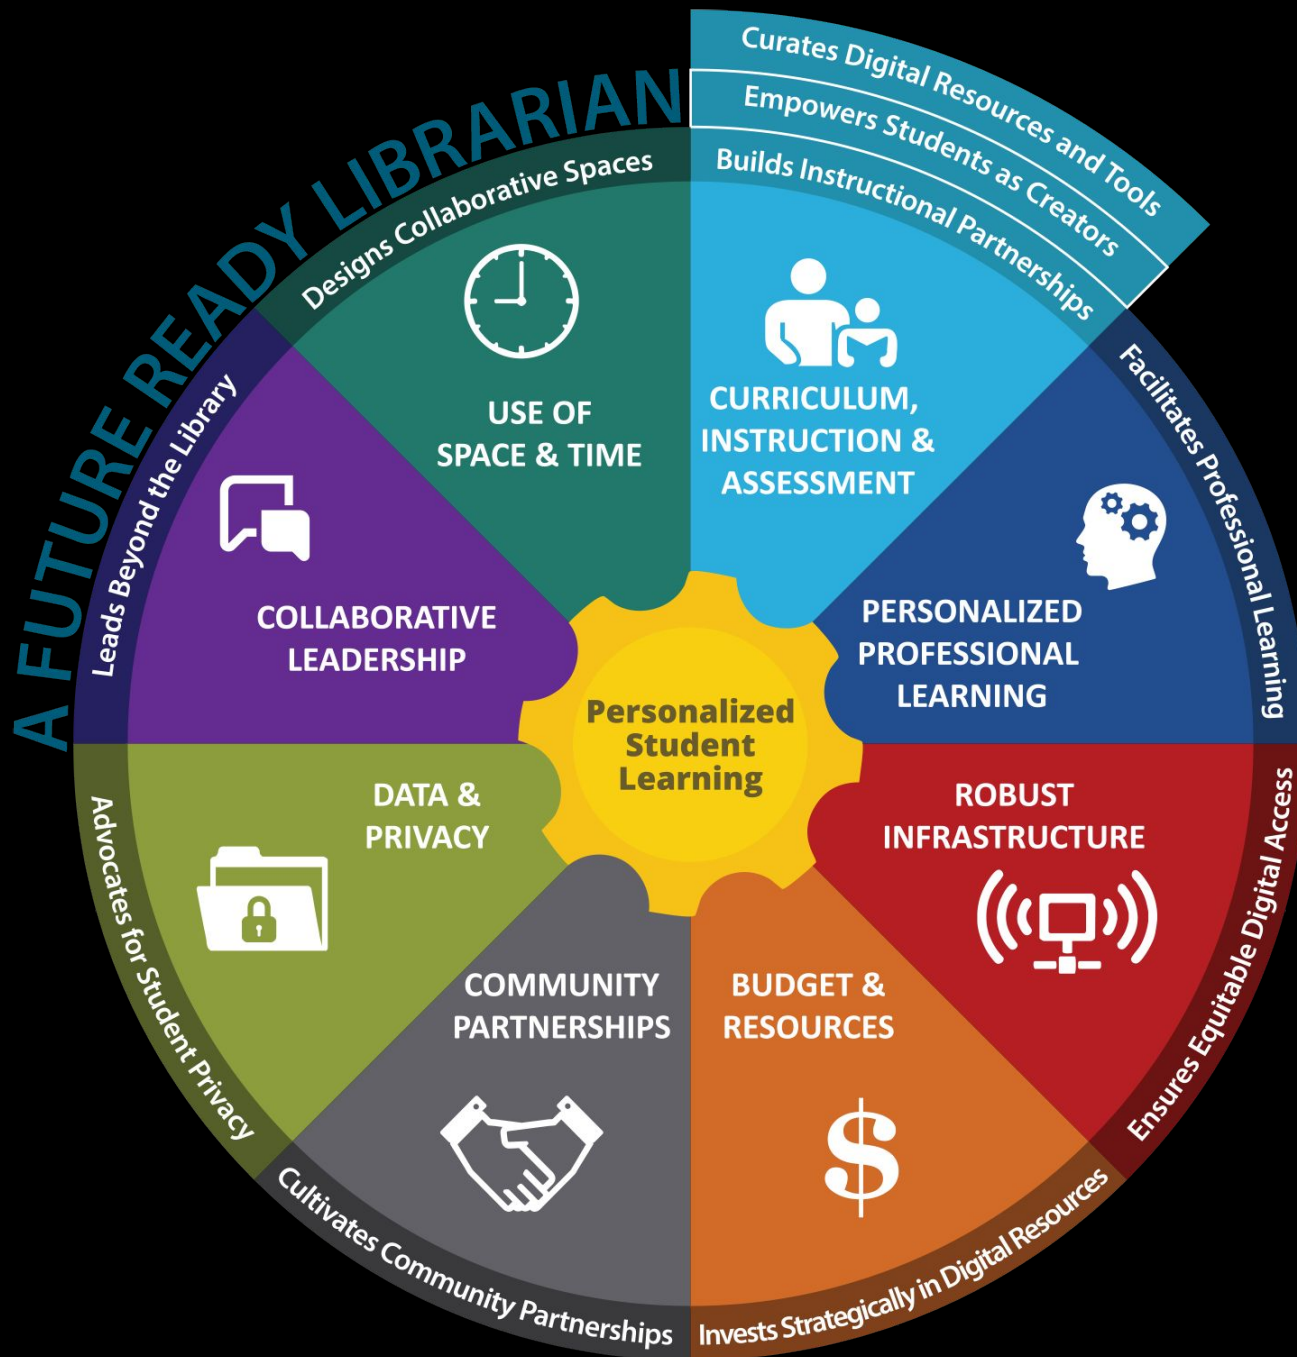 A FUTURE READY LIBRARIAN
Curates Digital Resources and Tools
Empowers Students as Creators
Builds Instructional Partnerships
CURRICULUM,
INSTRUCTION &
ASSESSMENT
Facilitates Professional Learning
PERSONALIZED
PROFESSIONAL
LEARNING
Ensures Equitable Digital Access
ROBUST
INFRASTRUCTURE
Invests Strategically in Digital Resources
BUDGET &
RESOURCES
$
Cultivates Community Partnerships
COMMUNITY
PARTNERSHIPS
Advocates for Student Privacy
DATA &
PRIVACY
Leads Beyond the Library
COLLABORATIVE
LEADERSHIP
Designs Collaborative Spaces
USE OF
SPACE & TIME
Personalized
Student
Learning